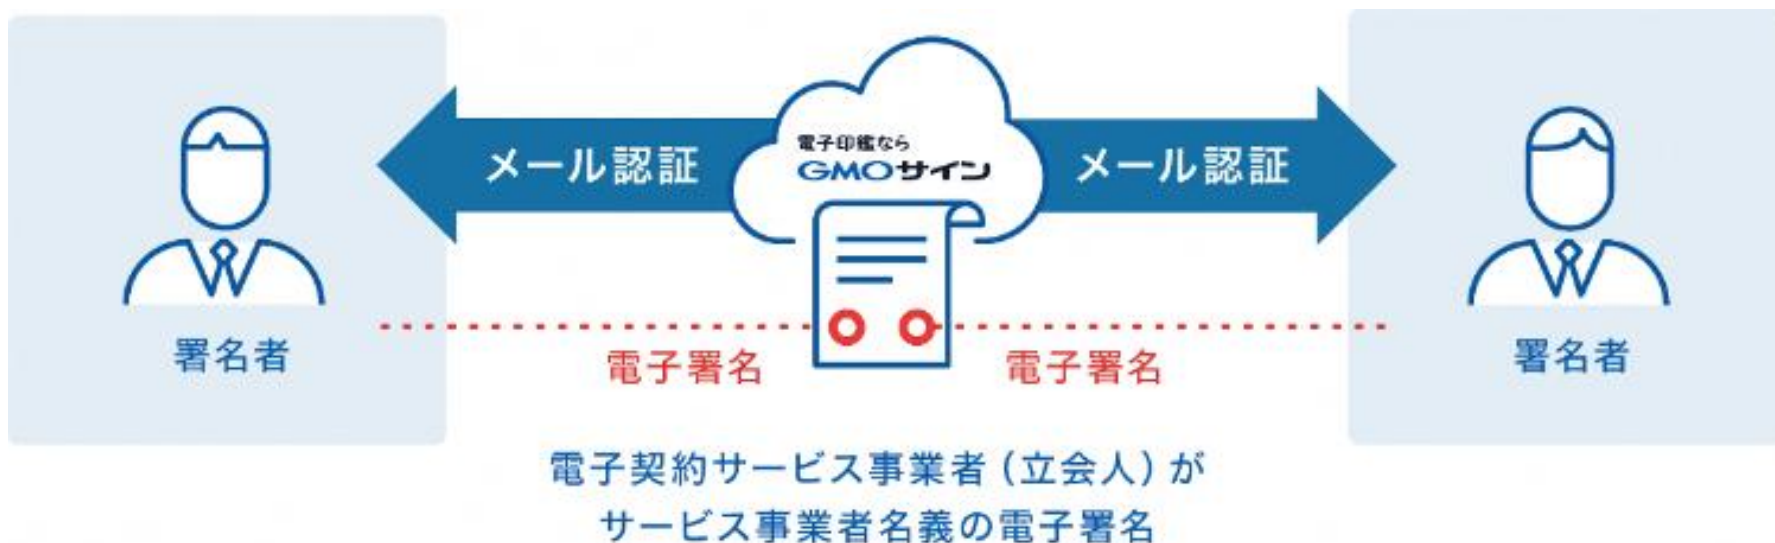 メール認証
電子印鑑なら
GMOサイン
メール認証
署名者
電子署名
電子署名
署名者
電子契約サービス事業者（立会人）が
サービス事業者名義の電子署名